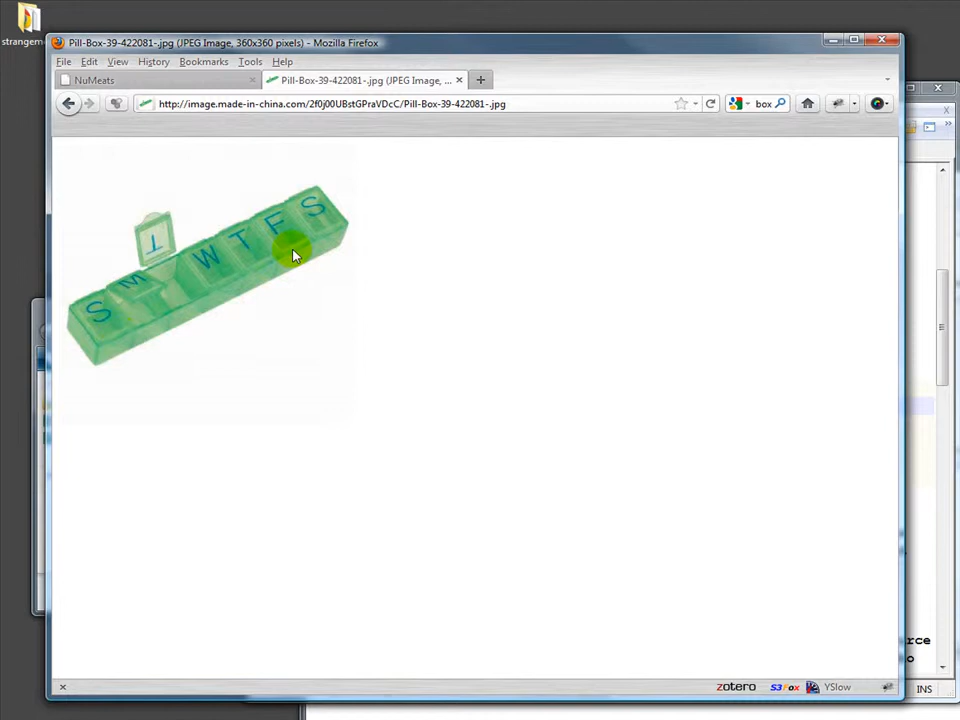 strangem
Pill-Box-39-422081-.jpg (JPEG Image, 360x360 pixels) - Mozilla Firefox
File Edit View History Bookmarks Tools Help
NuMeats
Pill-Box-39-422081-.jpg (JPEG Image, ...
http://image.made-in-china.com/2f0j00UBstGPraVDcC/Pill-Box-39-422081-.jpg
box
S M T W T F S
rce
o
zotero S3Fox YSlow
INS